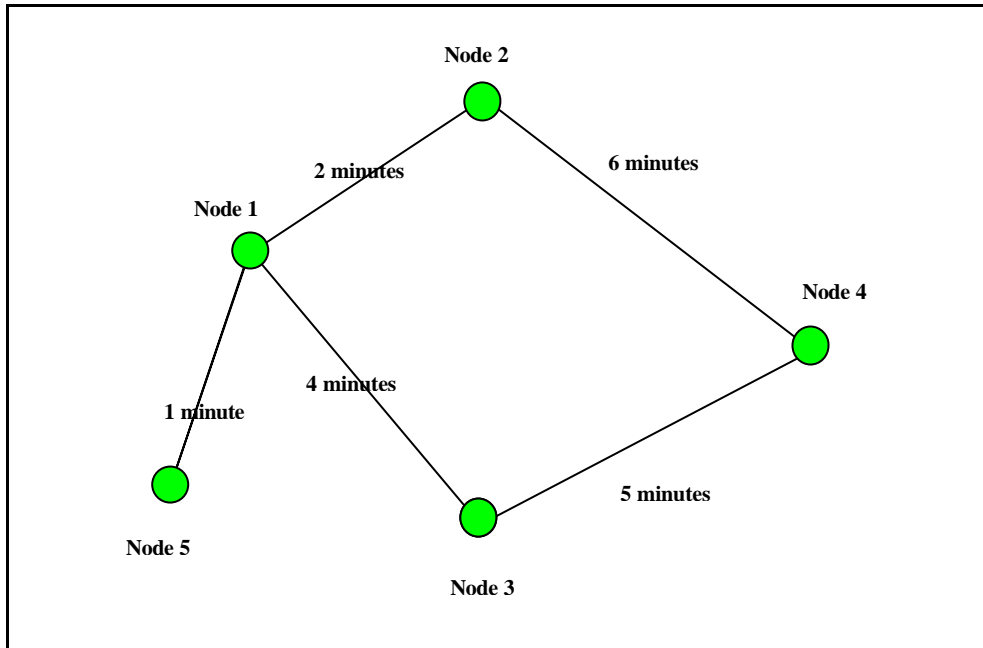 Node 2
6 minutes
2 minutes
Node 1
Node 4
4 minutes
1 minute
5 minutes
Node 5
Node 3